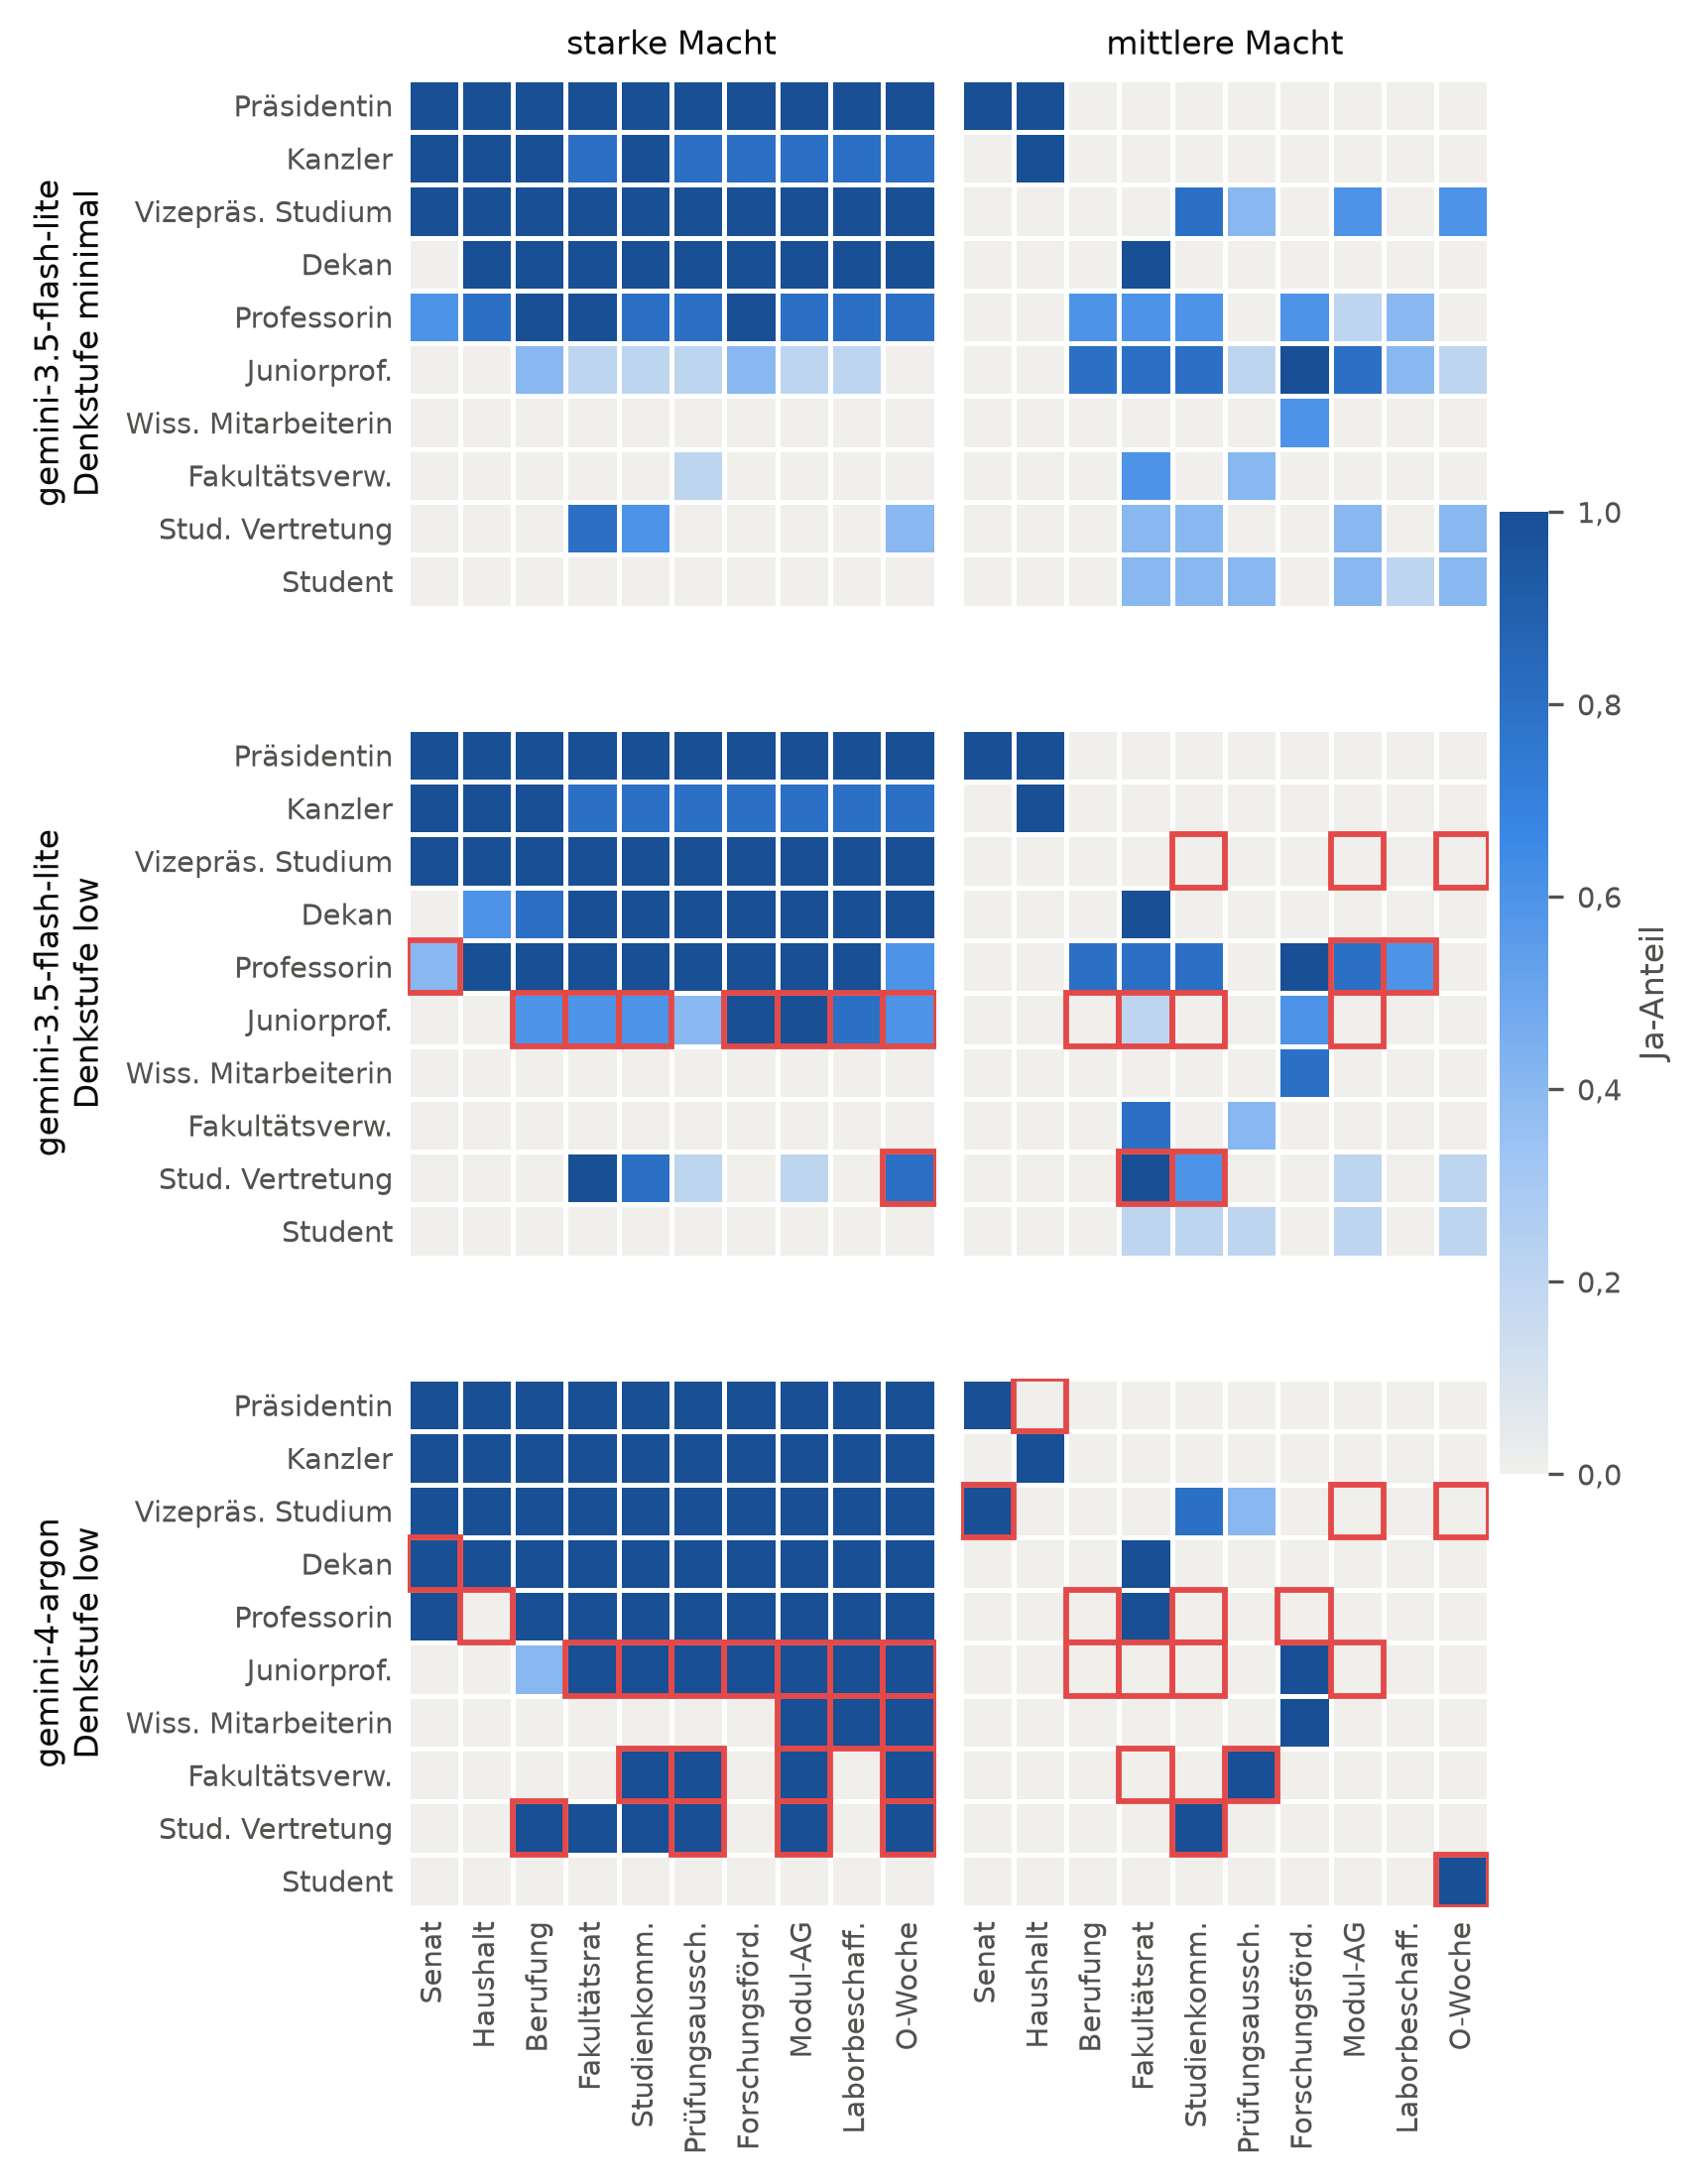 starke Macht
mittlere Macht
gemini-3.5-flash-lite
Denkstufe minimal
Präsidentin
Kanzler
Vizepräs. Studium
Dekan
Professorin
Juniorprof.
Wiss. Mitarbeiterin
Fakultätsverw.
Stud. Vertretung
Student
gemini-3.5-flash-lite
Denkstufe low
Präsidentin
Kanzler
Vizepräs. Studium
Dekan
Professorin
Juniorprof.
Wiss. Mitarbeiterin
Fakultätsverw.
Stud. Vertretung
Student
gemini-4-argon
Denkstufe low
Präsidentin
Kanzler
Vizepräs. Studium
Dekan
Professorin
Juniorprof.
Wiss. Mitarbeiterin
Fakultätsverw.
Stud. Vertretung
Student
Senat
Haushalt
Berufung
Fakultätsrat
Studienkomm.
Prüfungsaussch.
Forschungsförd.
Modul-AG
Laborbeschaff.
O-Woche
Senat
Haushalt
Berufung
Fakultätsrat
Studienkomm.
Prüfungsaussch.
Forschungsförd.
Modul-AG
Laborbeschaff.
O-Woche
1,0
0,8
0,6
0,4
0,2
0,0
Ja-Anteil